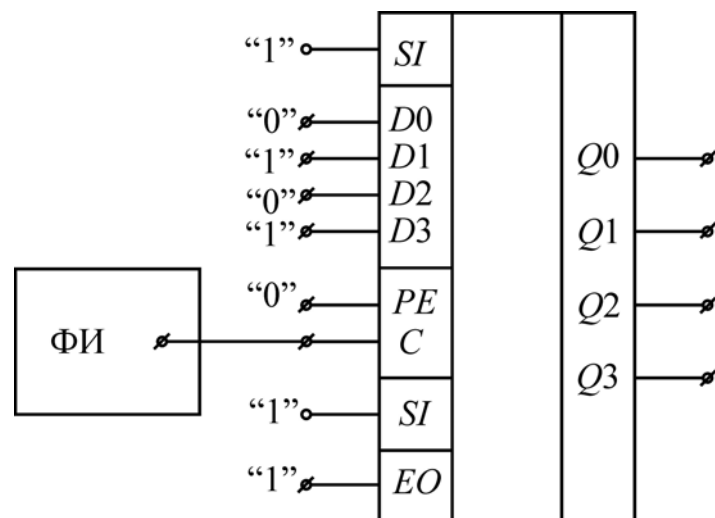 “1” SI
“0” D0
“1” D1 Q0
“0” D2
“1” D3 Q1
“0” PE Q2
ФИ C
Q3
“1” SI
“1” EO